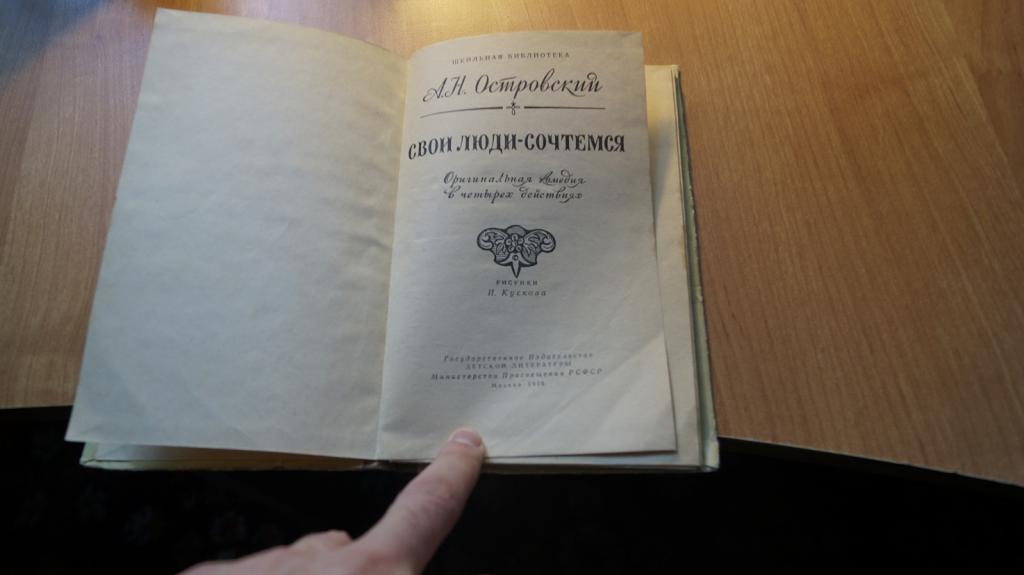 ШКОЛЬНАЯ БИБЛИОТЕКА
А.Н. Островский
СВОИ ЛЮДИ-СОЧТЕМСЯ
Оригинальная комедия
в четырех действиях
РИСУНКИ
И. Кускова
Государственное Издательство
ДЕТСКОЙ ЛИТЕРАТУРЫ
Министерства Просвещения РСФСР
Москва